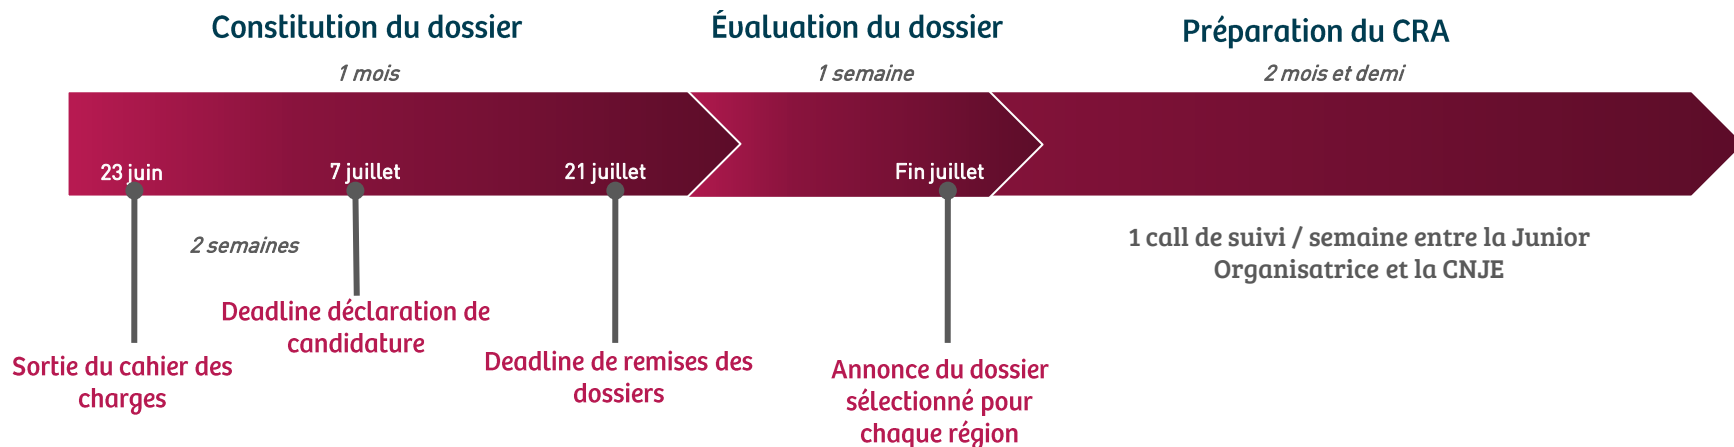 Constitution du dossier
1 mois
Évaluation du dossier
1 semaine
Préparation du CRA
2 mois et demi
23 juin
7 juillet
21 juillet
Fin juillet
2 semaines
1 call de suivi / semaine entre la Junior
Organisatrice et la CNJE
Sortie du cahier des
charges
Deadline déclaration de
candidature
Deadline de remises des
dossiers
Annonce du dossier
sélectionné pour
chaque région